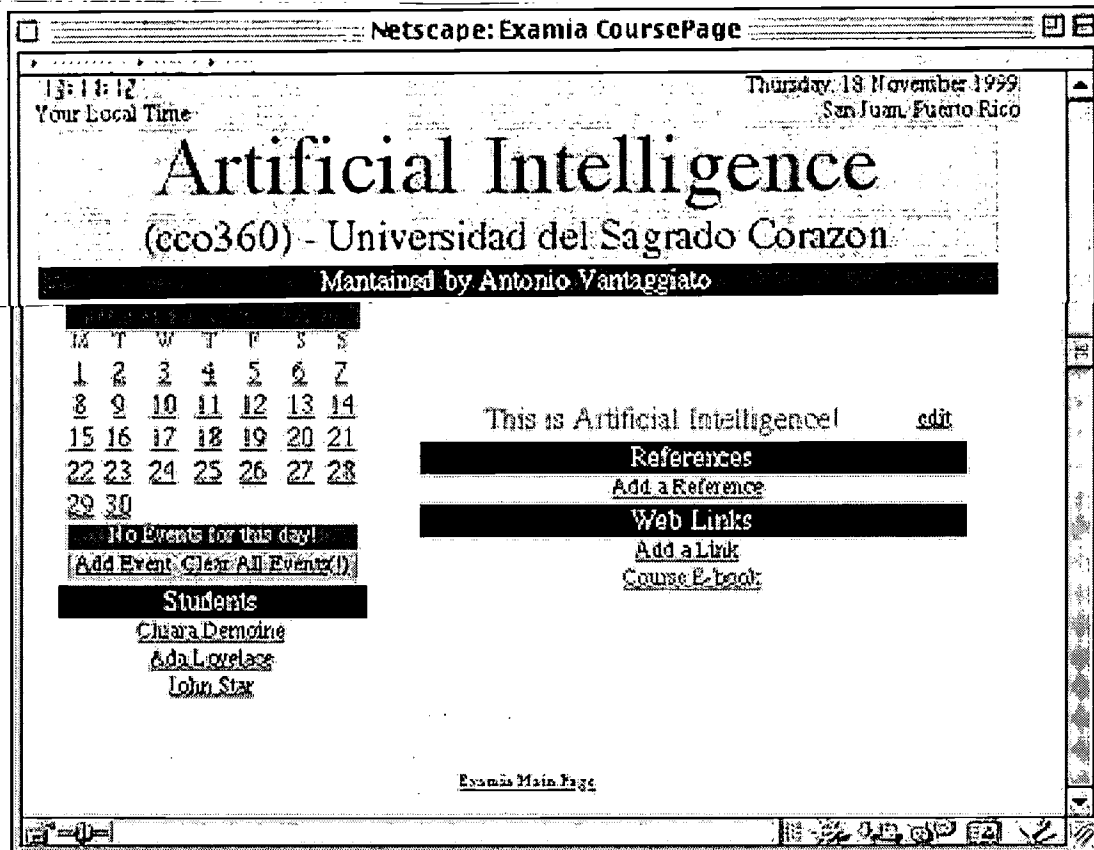 Netscape: Examia CoursePage
Thursday, 18 November 1999
Your Local Time
San Juan, Puerto Rico
Artificial Intelligence
(cco360) - Universidad del Sagrado Corazon
Mantained by Antonio Vantaggiato
M T W T F S S
1 2 3 4 5 6 7
8 9 10 11 12 13 14
15 16 17 18 19 20 21
22 23 24 25 26 27 28
29 30
No Events for this day!
Add Event Clear All Events(!)
Students
Chiara Demoine
Ada Lovelace
John Star
This is Artificial Intelligence! edit
References
Add a Reference
Web Links
Add a Link
Course E-book
Examia Main Page